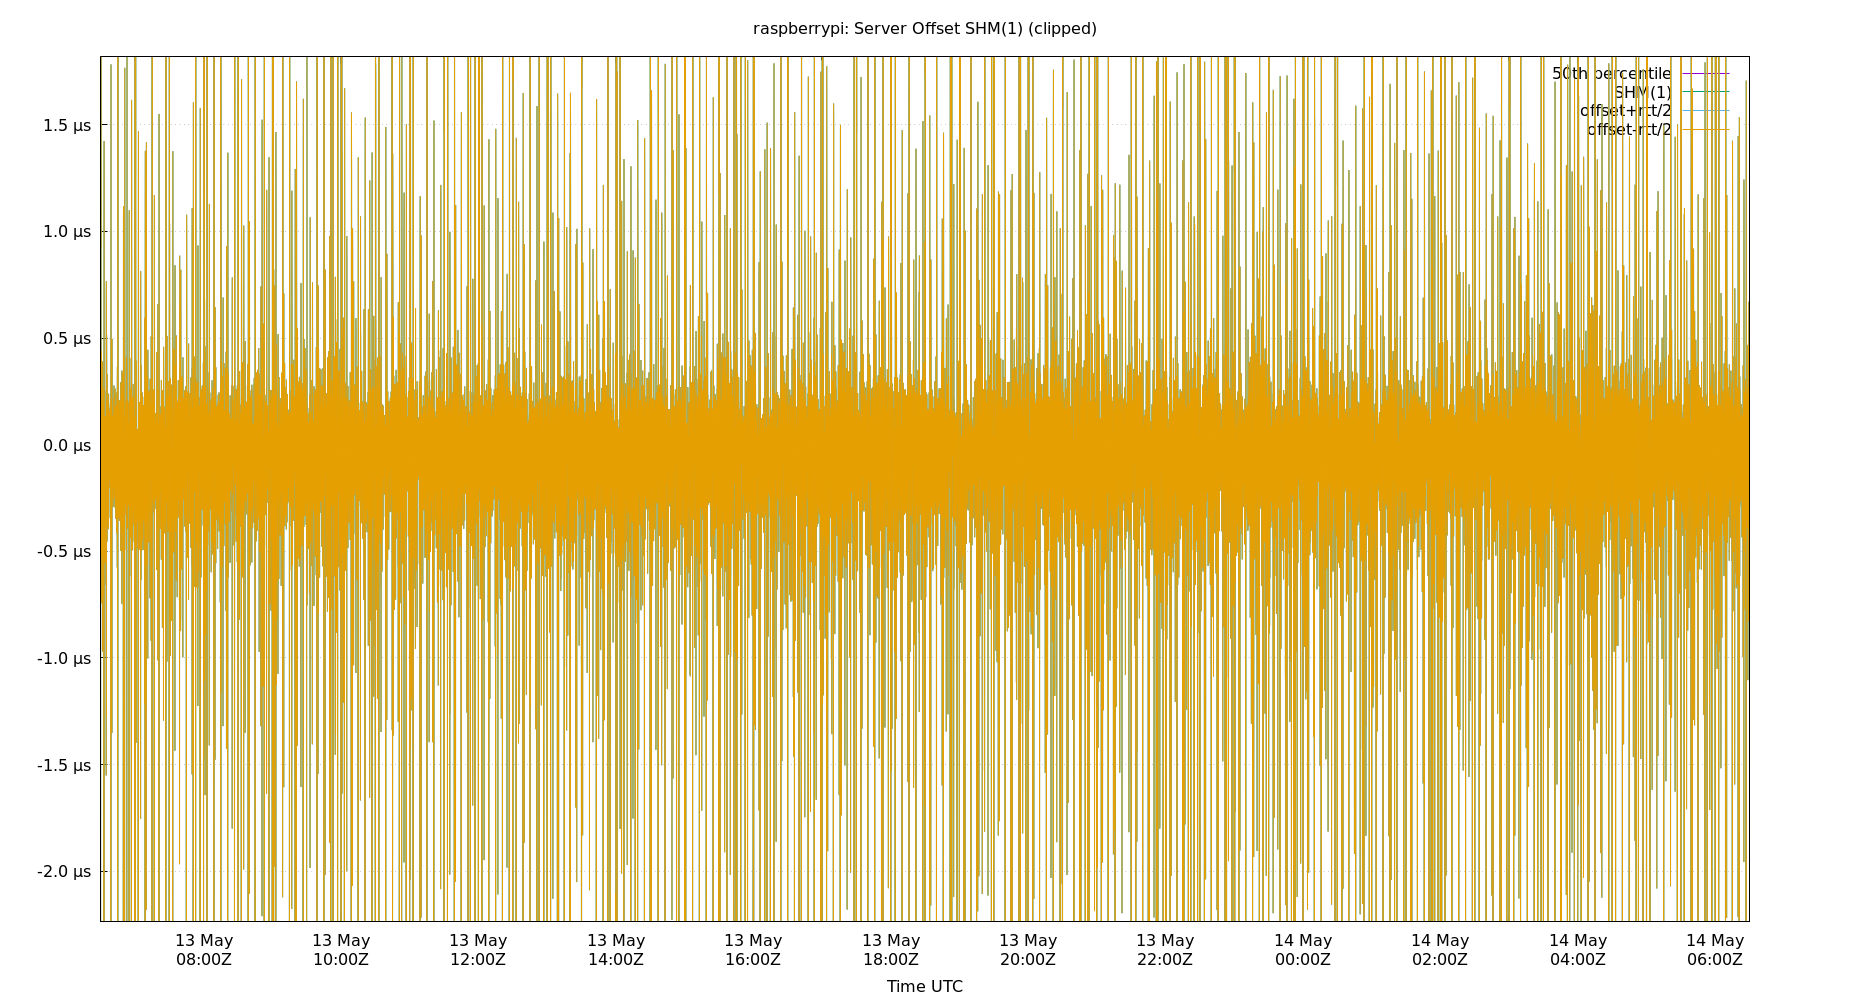 raspberrypi: Server Offset SHM(1) (clipped)
50th percentile
SHM(1)
offset+rtt/2
offset-rtt/2
1.5 µs
1.0 µs
0.5 µs
0.0 µs
-0.5 µs
-1.0 µs
-1.5 µs
-2.0 µs
13 May 13 May 13 May 13 May 13 May 13 May 13 May 13 May 14 May 14 May 14 May 14 May
08:00Z 10:00Z 12:00Z 14:00Z 16:00Z 18:00Z 20:00Z 22:00Z 00:00Z 02:00Z 04:00Z 06:00Z
Time UTC